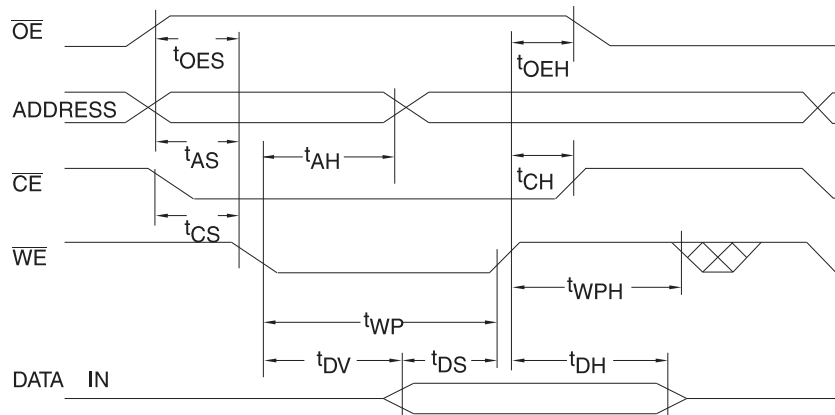 OE
tOES
tOEH
ADDRESS
tAS
tAH
tCH
CE
tCS
WE
tWPH
tWP
tDV
tDS
tDH
DATA IN